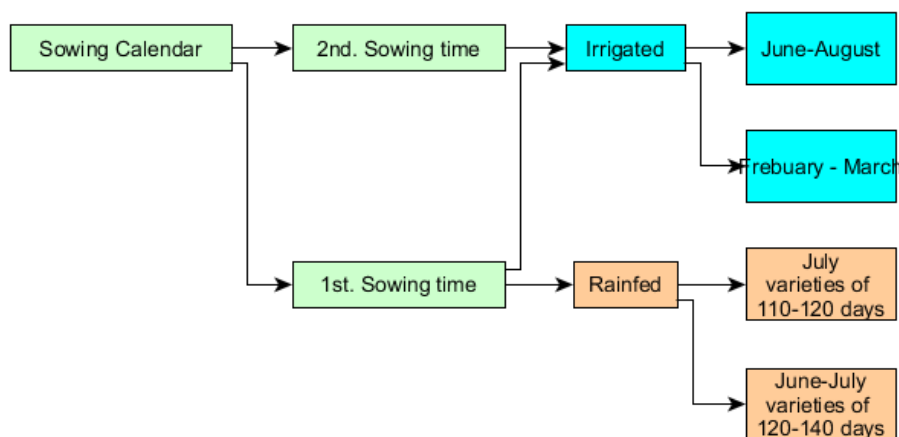 Sowing Calendar
2nd. Sowing time
Irrigated
June-August
Frebuary - March
1st. Sowing time
Rainfed
July
varieties of
110-120 days
June-July
varieties of
120-140 days